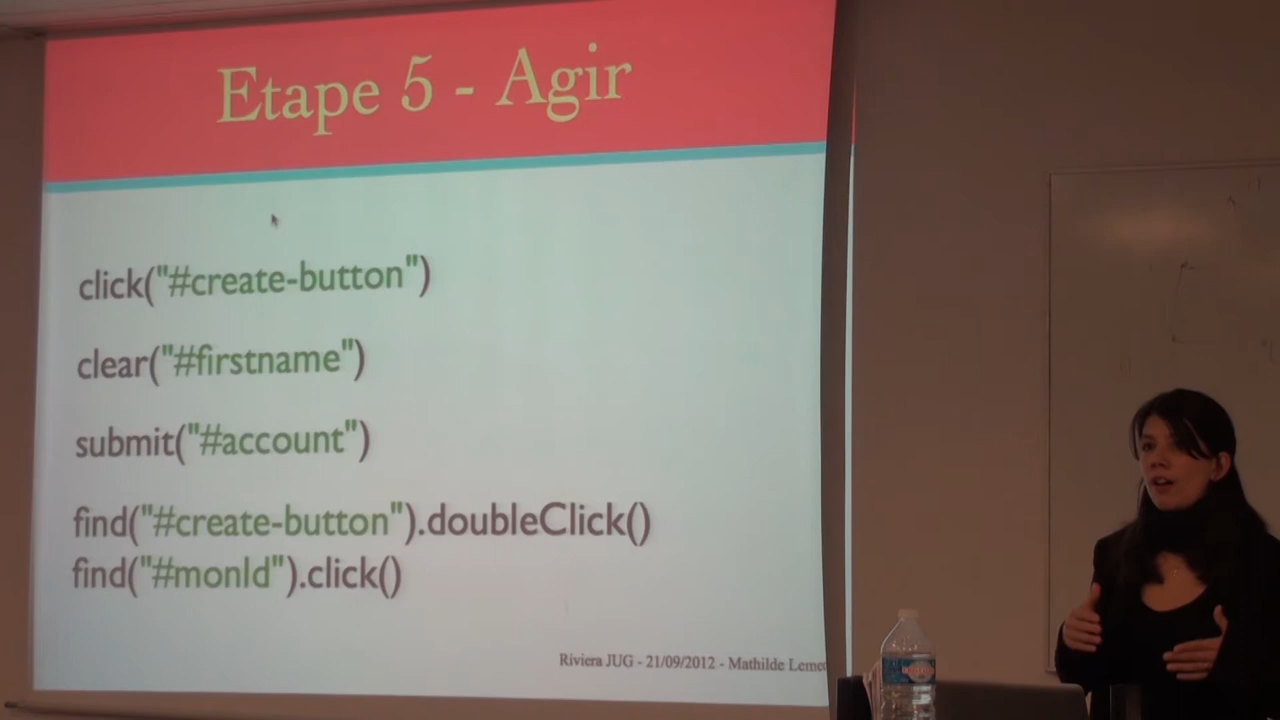 Etape 5 - Agir
click("#create-button")
clear("#firstname")
submit("#account")
find("#create-button").doubleClick()
find("#monId").click()
Riviera JUG - 21/09/2012 - Mathilde